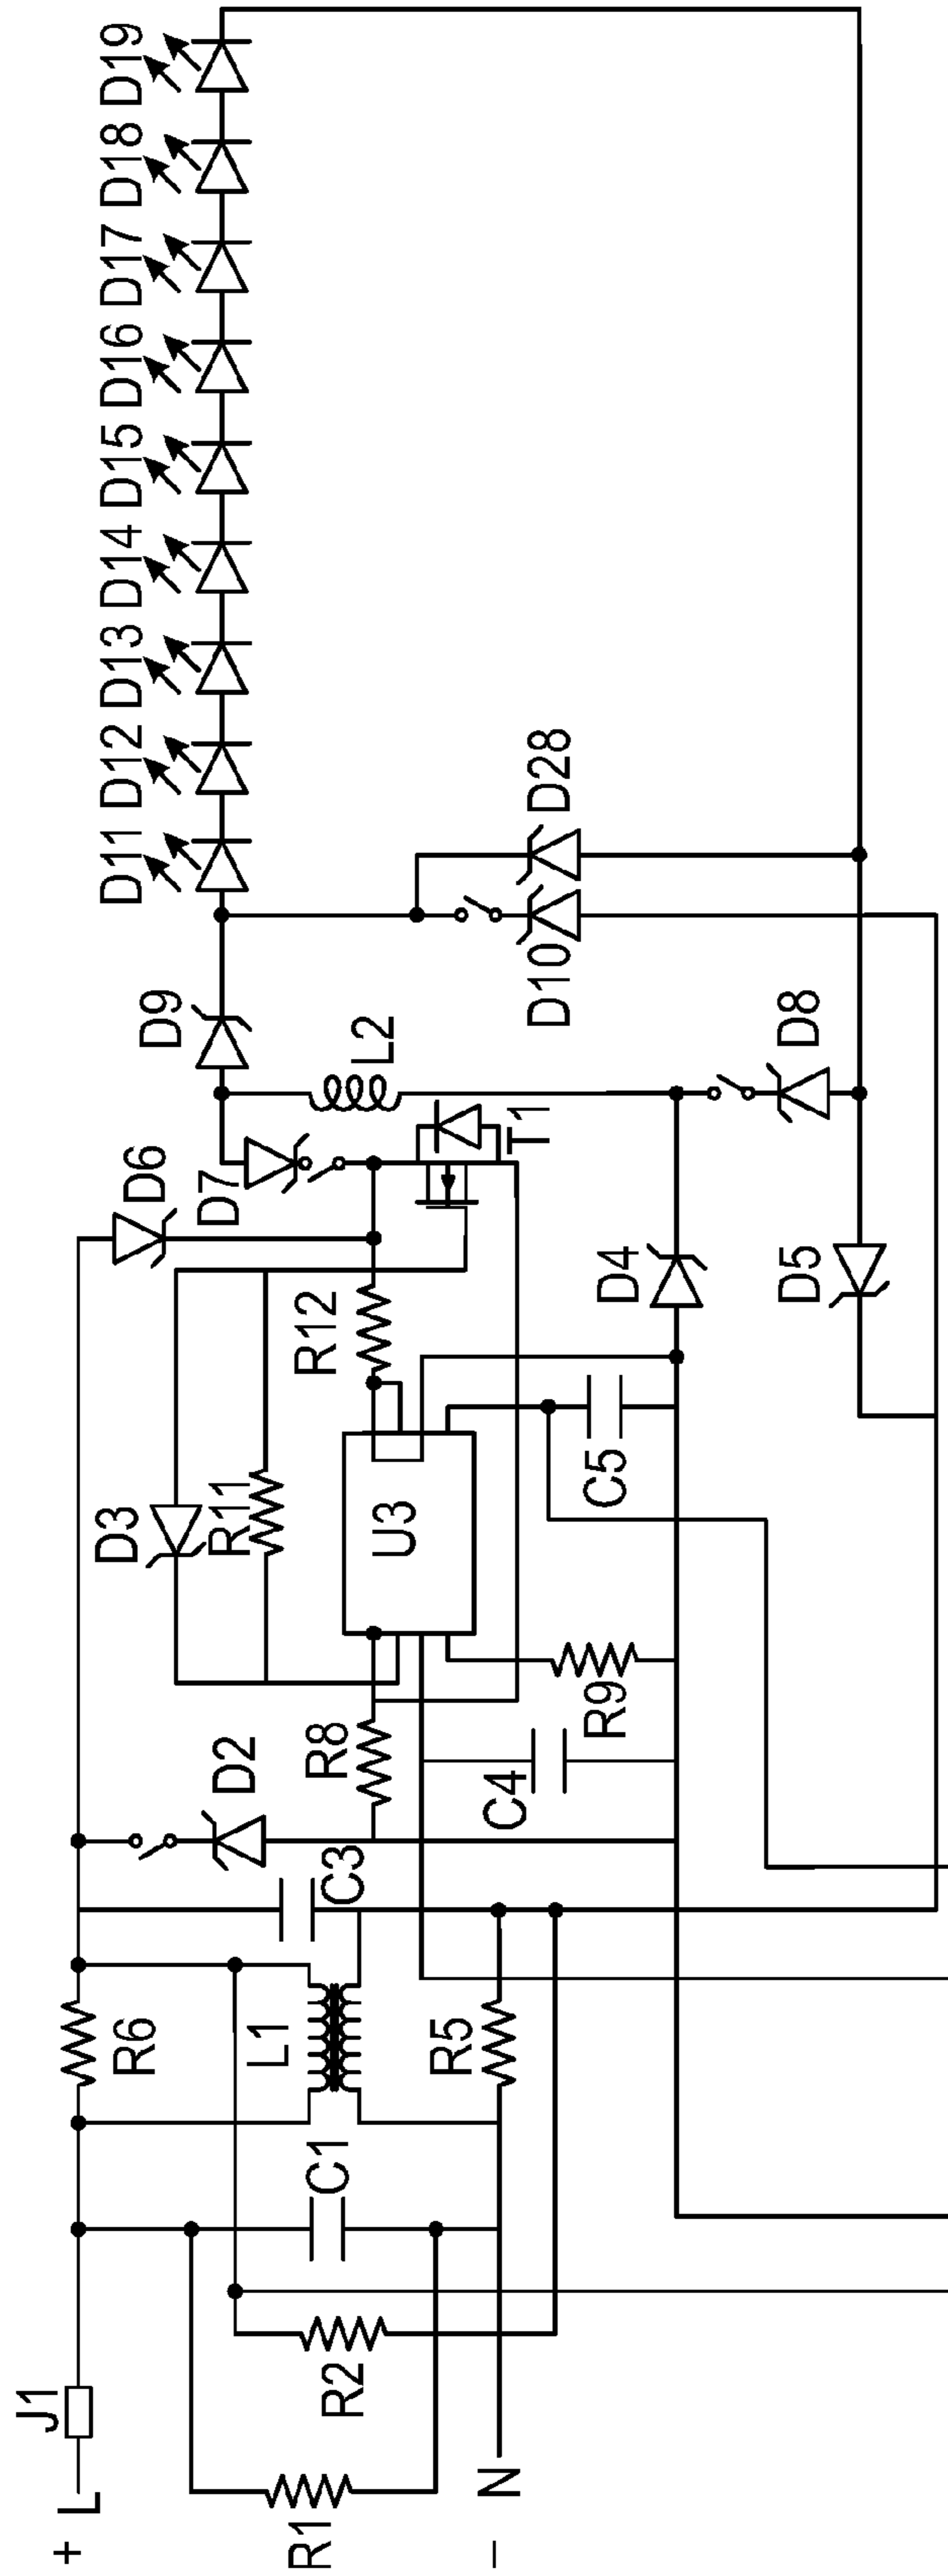 D11 D12 D13 D14 D15 D16 D17 D18 D19
D9
D6
D7
L2
D28
D10
T1
D3
R11
R12
D4
D8
D5
U3
C5
D2
R8
R9
C4
C3
R6
L1
R5
C1
J1
R2
+ L
R1
– N